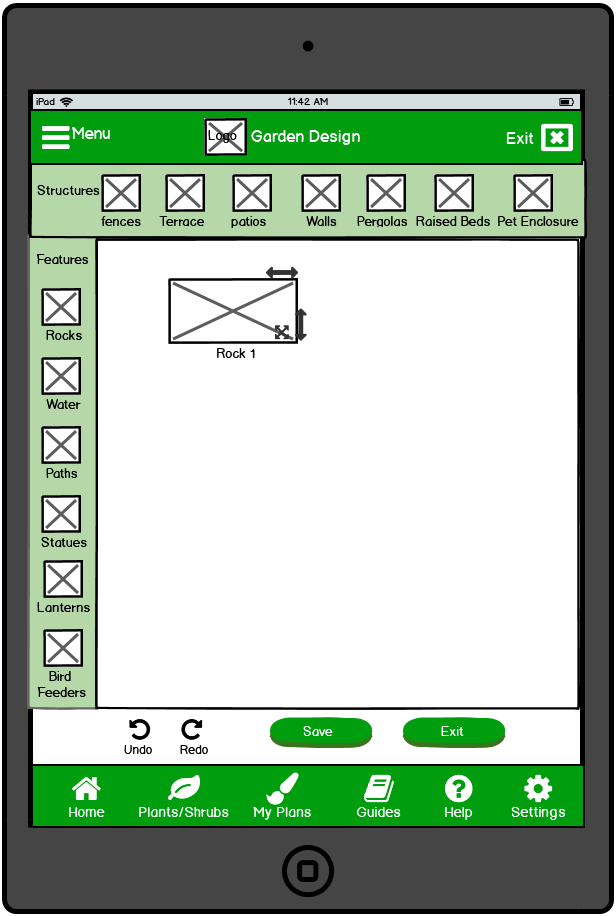 iPad 11:42 AM
Menu Logo Garden Design Exit
Structures
fences Terrace patios Walls Pergolas Raised Beds Pet Enclosure
Features
Rocks
Water
Paths
Statues
Lanterns
Bird
Feeders
Rock 1
Undo Redo Save Exit
Home Plants/Shrubs My Plans Guides Help Settings